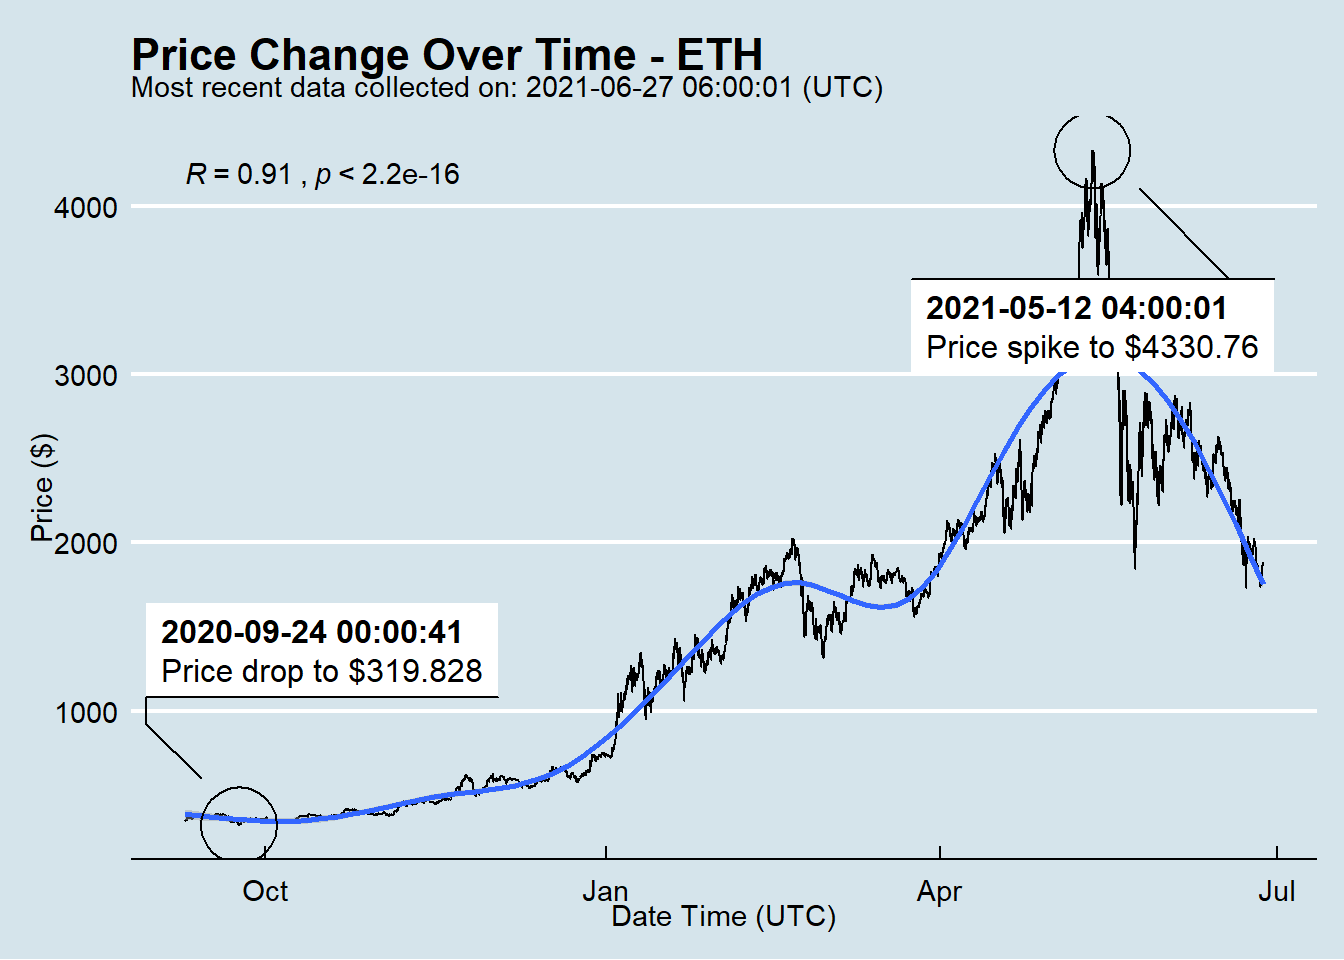 Price Change Over Time - ETH
Most recent data collected on: 2021-06-27 06:00:01 (UTC)
R = 0.91 , p < 2.2e-16
4000
3000
2000
1000
Price ($)
2021-05-12 04:00:01
Price spike to $4330.76
2020-09-24 00:00:41
Price drop to $319.828
Oct Jan Apr Jul
Date Time (UTC)